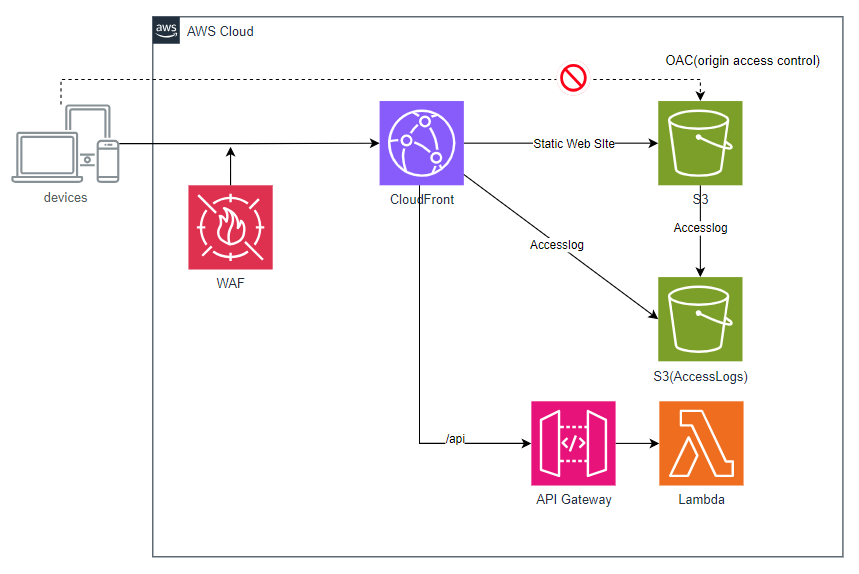 aws
AWS Cloud
OAC(origin access control)
devices
Static Web SIte
CloudFront
S3
Accesslog
Accesslog
WAF
S3(AccessLogs)
/api
API Gateway
Lambda